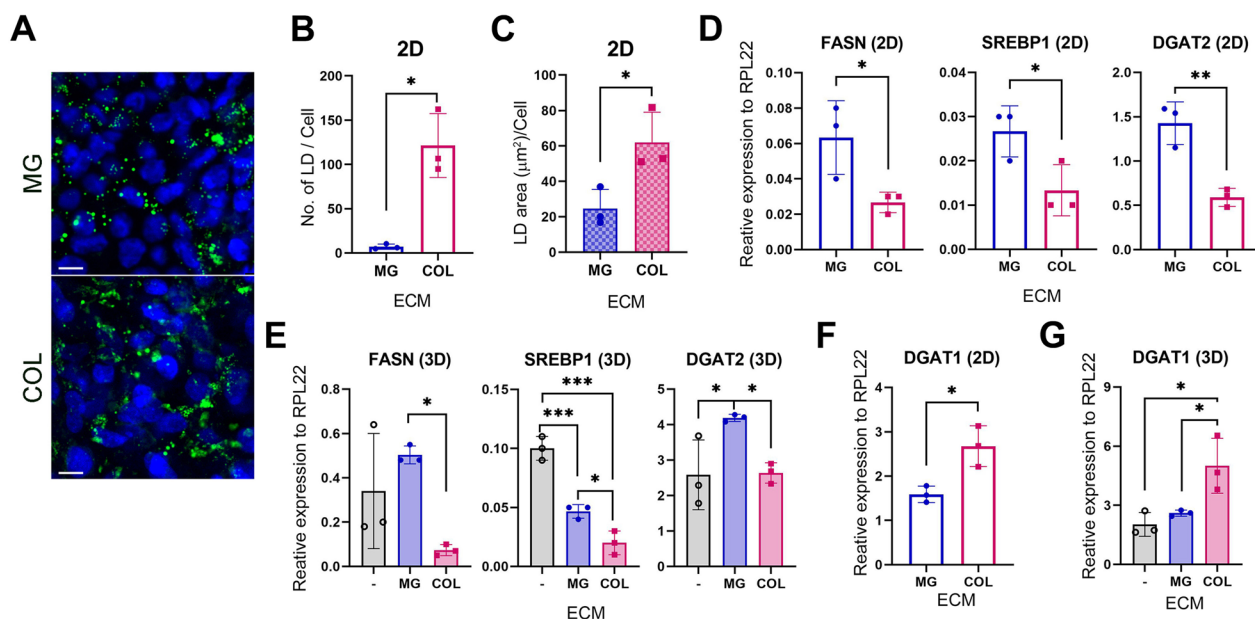 A
MG
COL
B
2D
No. of LD / Cell
200
150
100
50
0
*
MG COL
ECM
C
2D
LD area (μm²)/Cell
100
80
60
40
20
0
*
MG COL
ECM
D
Reative expression to RPL22
FASN (2D)
0.10
0.08
0.06
0.04
0.02
0.00
*
MG COL
SREBP1 (2D)
0.04
0.03
0.02
0.01
0.00
*
MG COL
DGAT2 (2D)
2.0
1.5
1.0
0.5
0.0
**
MG COL
ECM
E
Reative expression to RPL22
FASN (3D)
0.8
0.6
0.4
0.2
0.0
*
- MG COL
SREBP1 (3D)
0.15
0.10
0.05
0.00
***
***
*
- MG COL
DGAT2 (3D)
5
4
3
2
1
0
* *
- MG COL
ECM
F
DGAT1 (2D)
Reative expression to RPL22
4
3
2
1
0
*
MG COL
ECM
G
DGAT1 (3D)
Reative expression to RPL22
9
6
3
0
*
*
- MG COL
ECM